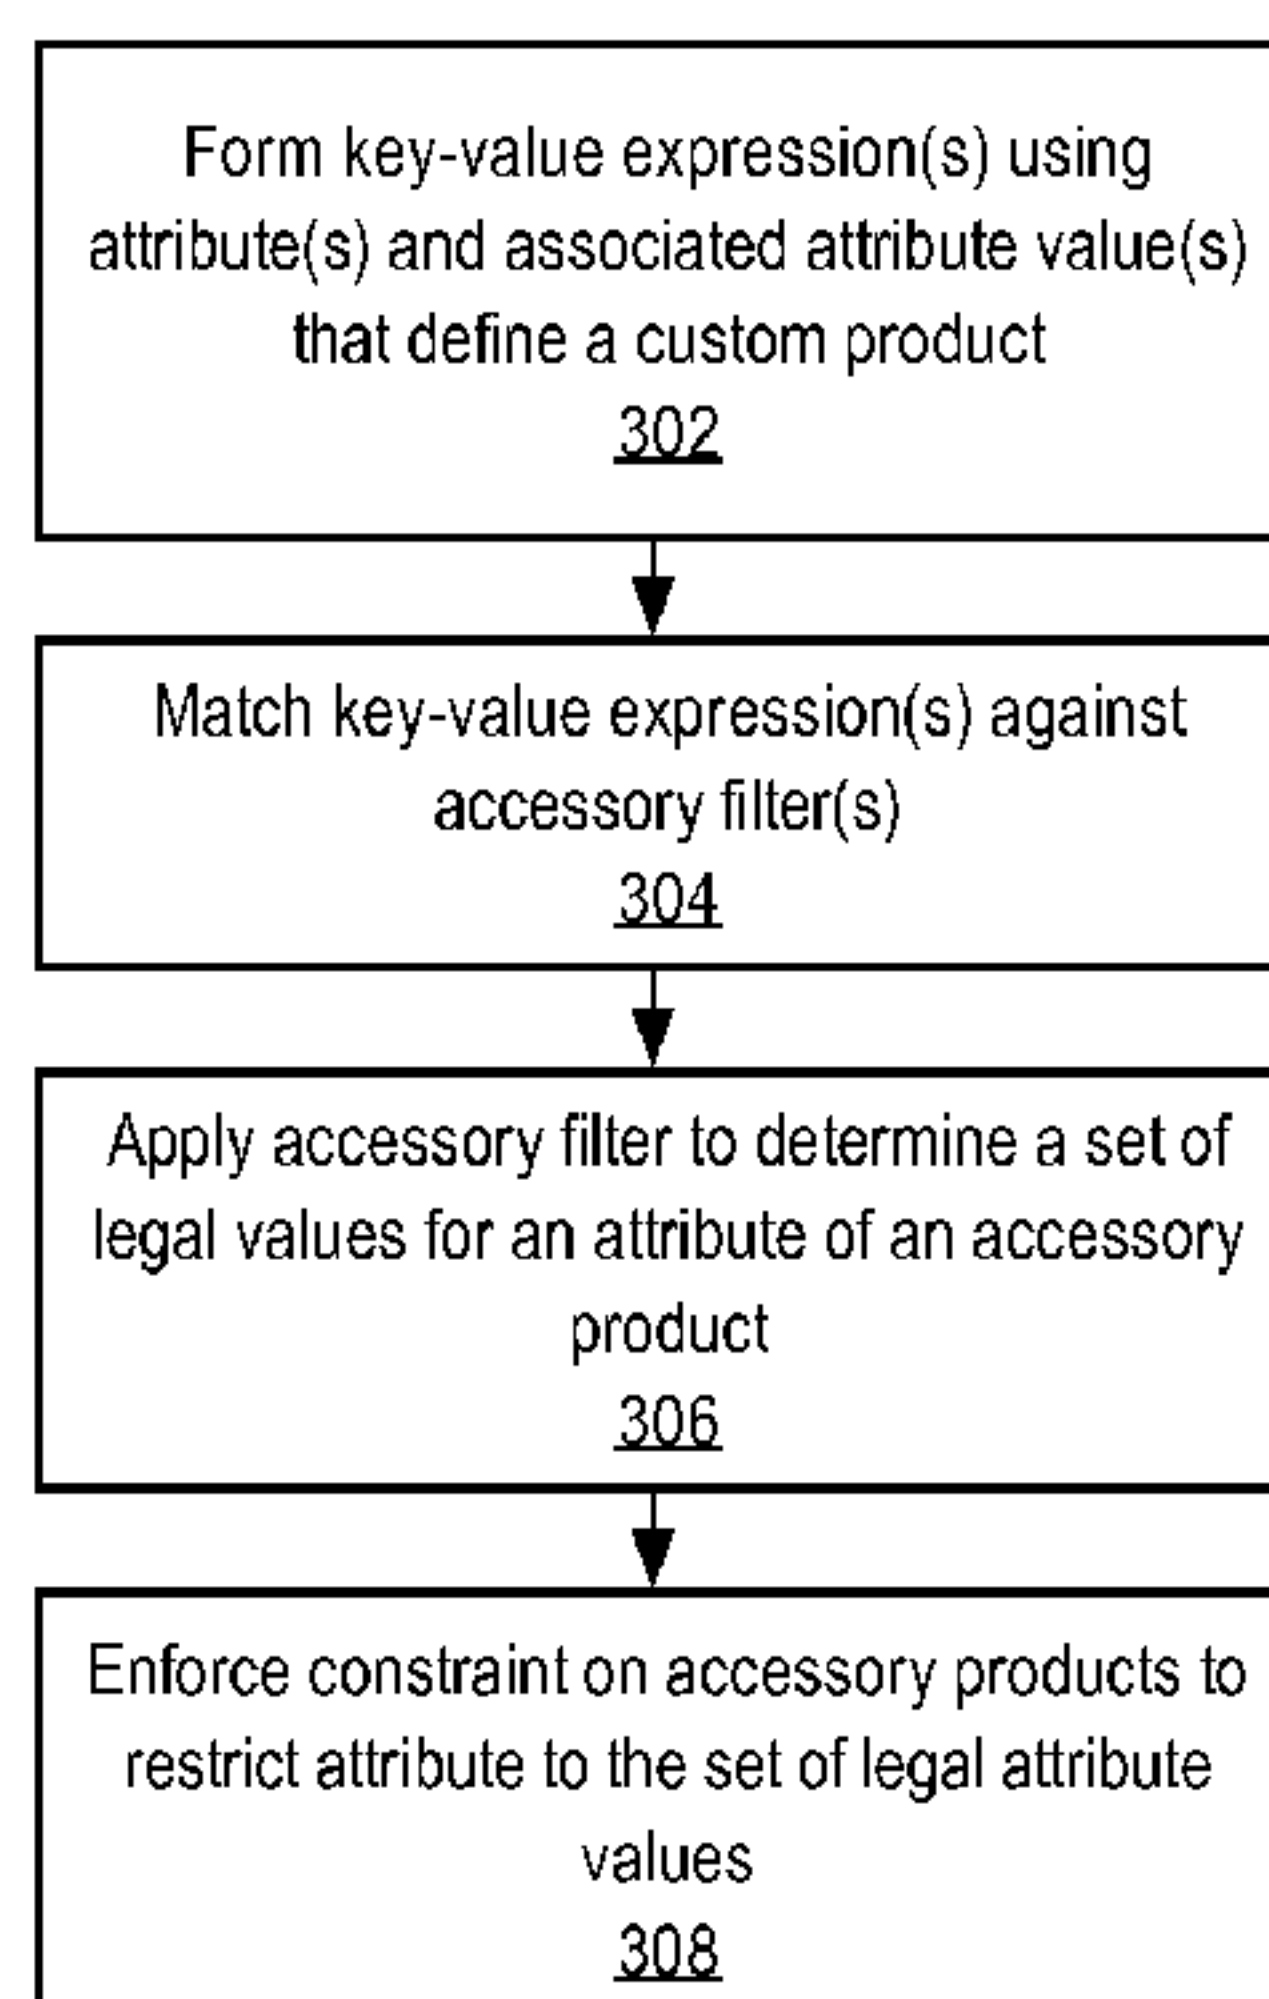 Form key-value expression(s) using
attribute(s) and associated attribute value(s)
that define a custom product
302
Match key-value expression(s) against
accessory filter(s)
304
Apply accessory filter to determine a set of
legal values for an attribute of an accessory
product
306
Enforce constraint on accessory products to
restrict attribute to the set of legal attribute
values
308